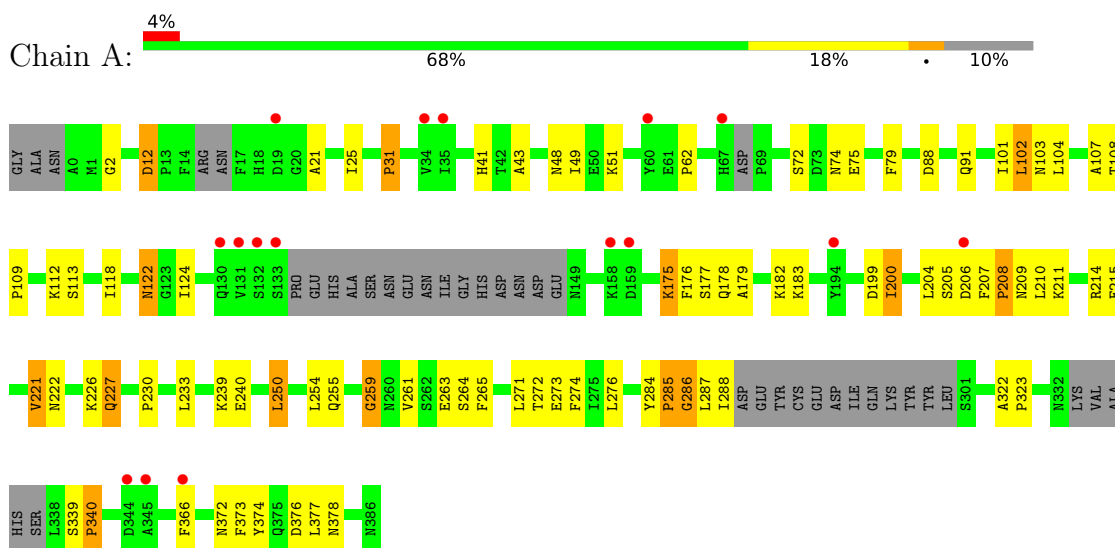 4%
Chain A:
68% 18% • 10%
GLY ALA ASN A0 M1 G2 D12 P13 F14 ARG ASN F17 H18 D19 G20 A21 I25 P31 V34 I35 H41 T42 A43 N48 I49 E50 K51 Y60 E61 P62 H67 ASP P69 S72 D73 N74 E75 F79 D88 Q91 I101 L102 N103 L104 A107 T108
P109 K112 S113 I118 N122 G123 I124 Q130 V131 S132 S133 PRO GLU HIS ALA SER ASN GLU ASN ILE GLY HIS ASP ASN ASP GLU N149 K158 D159 K175 F176 S177 Q178 A179 K182 K183 Y194 D199 I200 L204 S205 D206 F207 P208 N209 L210 K211 R214
V221 N222 K226 Q227 P230 L233 K239 E240 L250 L254 Q255 G259 N260 V261 S262 E263 S264 F265 L271 T272 E273 F274 I275 L276 Y284 P285 G286 L287 I288 ASP GLU TYR CYS GLU ASP ILE GLN LYS TYR TYR LEU S301 A322 P323 N332 LYS VAL ALA
HIS SER L338 S339 P340 D344 A345 F366 N372 F373 Y374 Q375 D376 L377 N378 N386